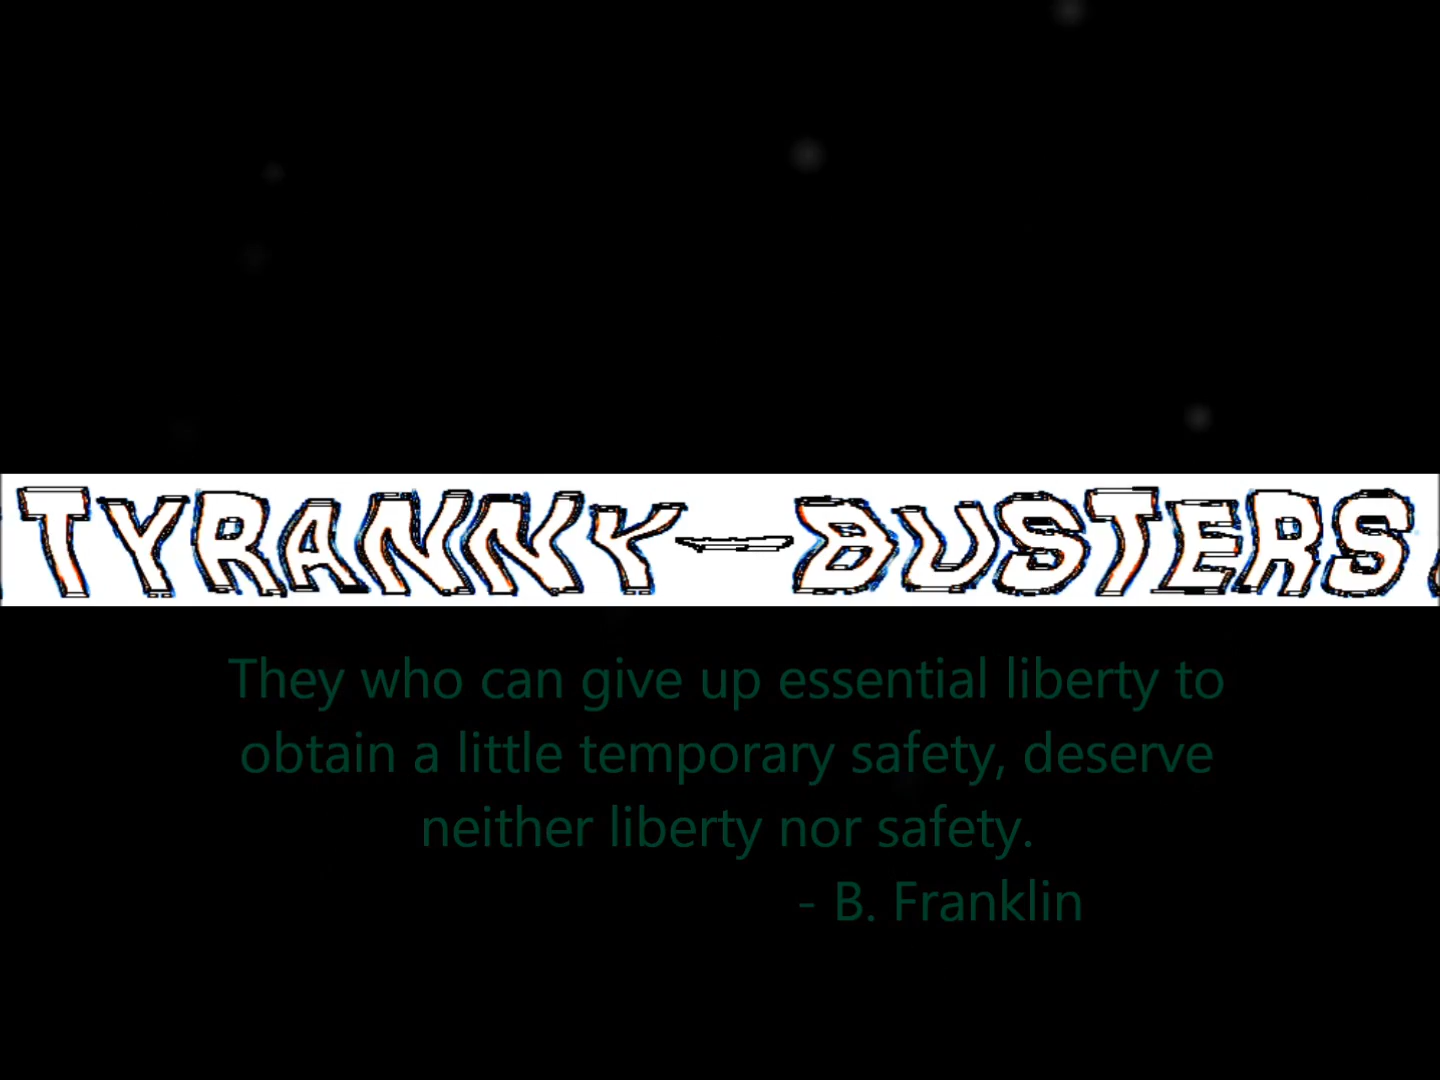 TYRANNY-BUSTERS
They who can give up essential liberty to
obtain a little temporary safety, deserve
neither liberty nor safety.
- B. Franklin